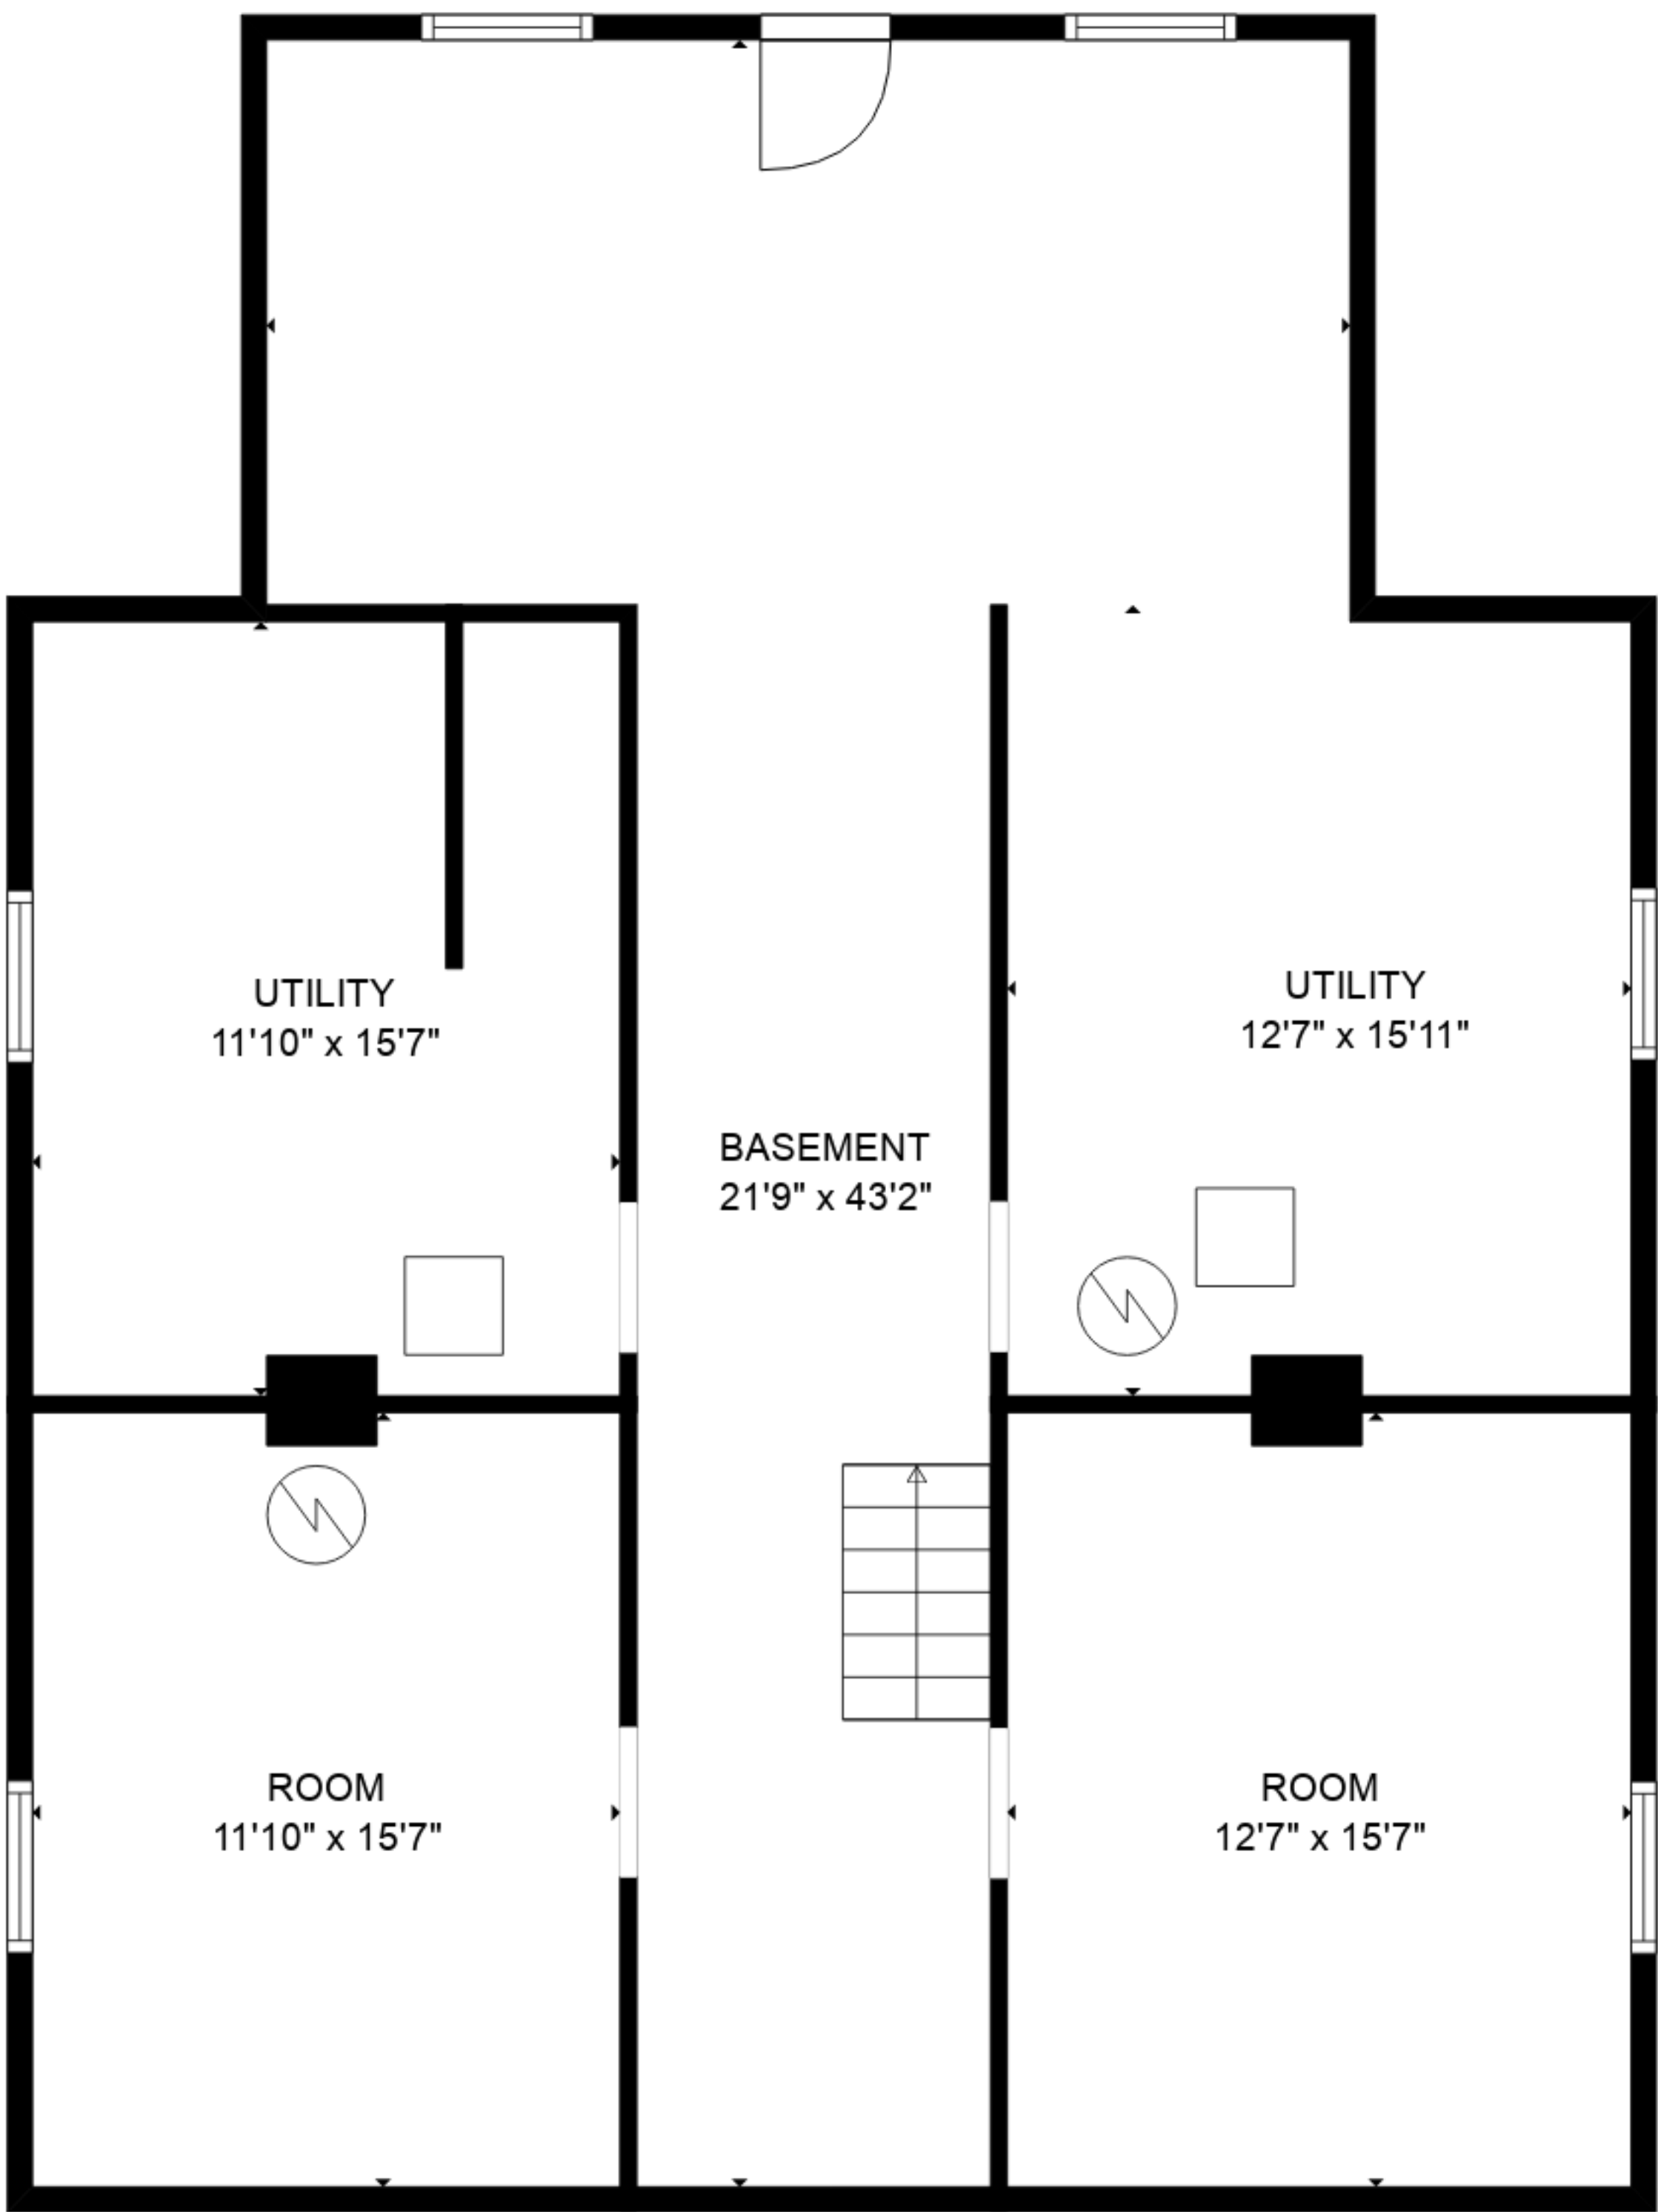 UTILITY
11'10" x 15'7"
UTILITY
12'7" x 15'11"
BASEMENT
21'9" x 43'2"
ROOM
11'10" x 15'7"
ROOM
12'7" x 15'7"